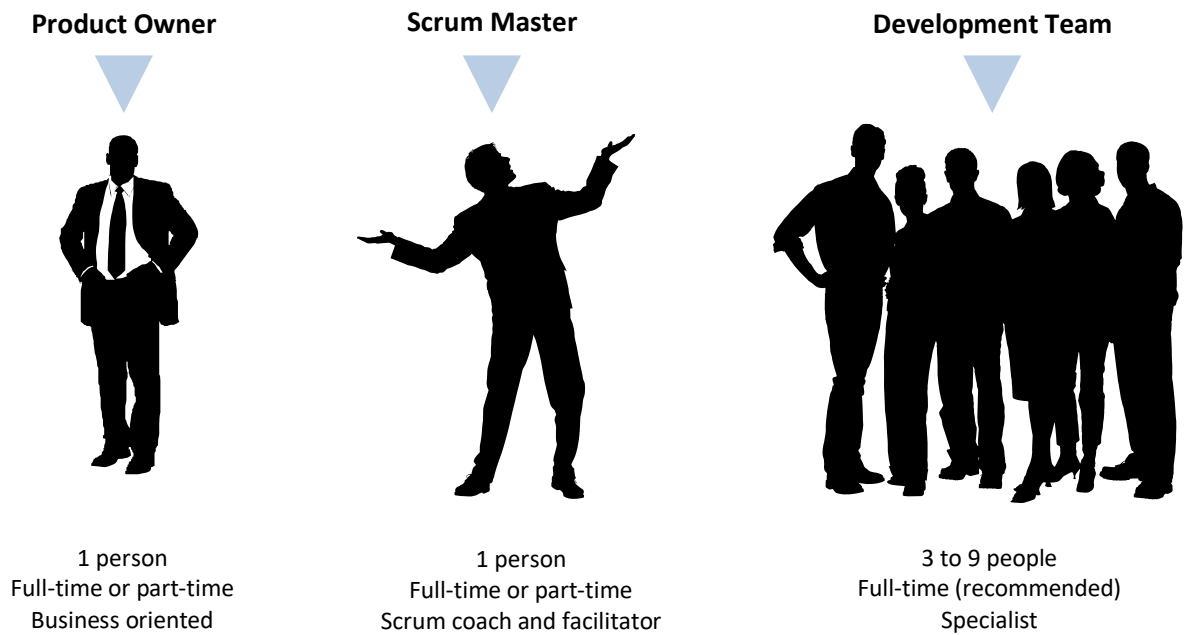 Product Owner
Scrum Master
Development Team
1 person
Full-time or part-time
Business oriented
1 person
Full-time or part-time
Scrum coach and facilitator
3 to 9 people
Full-time (recommended)
Specialist